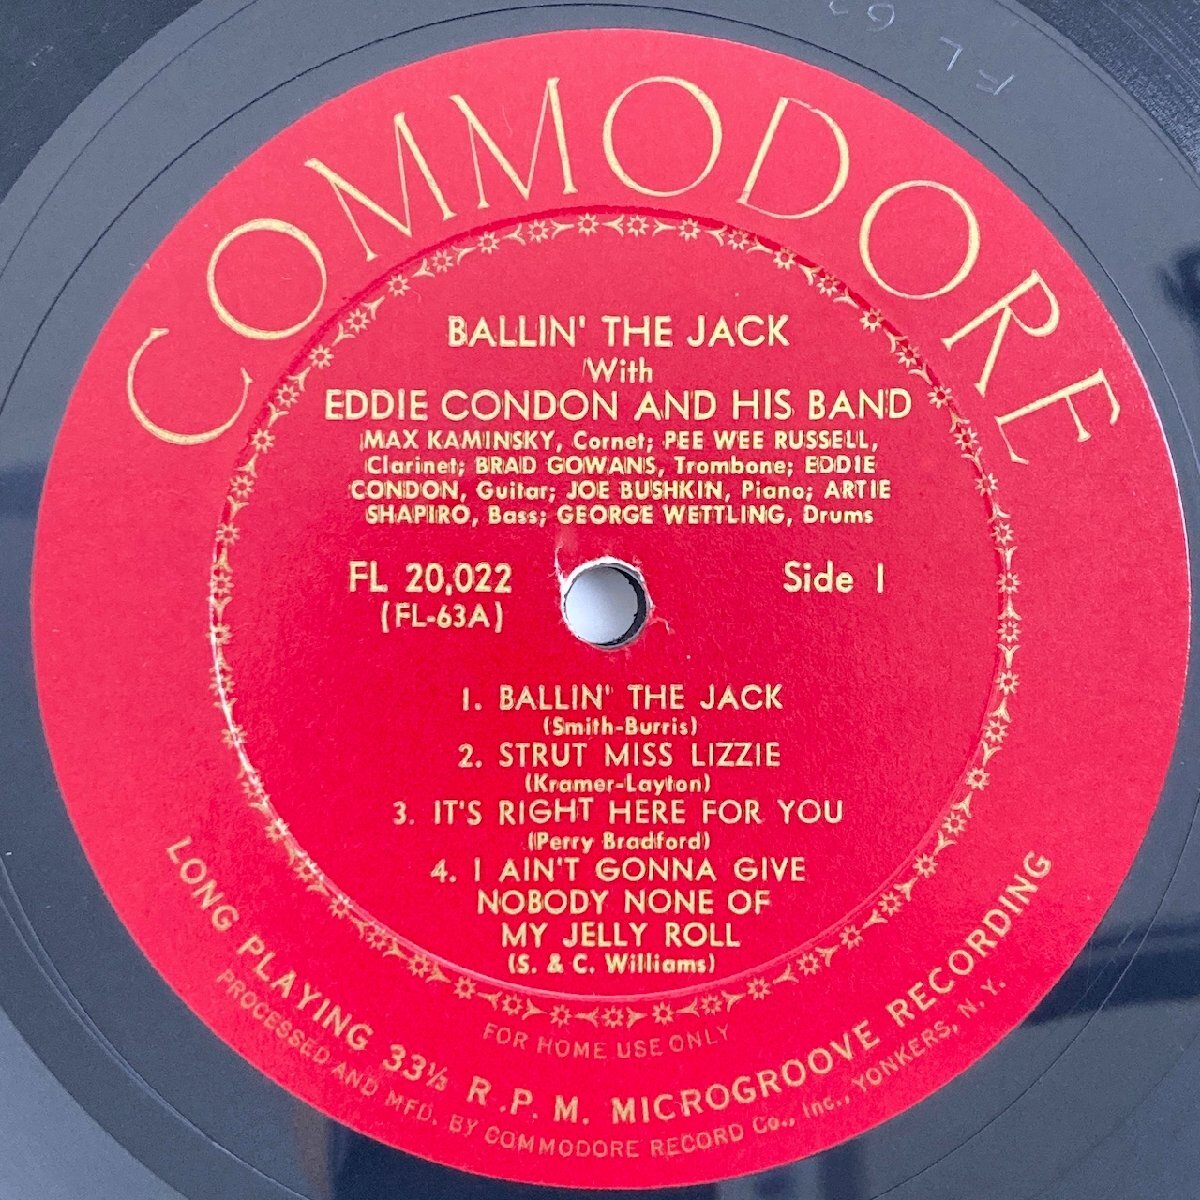 FL 6
COMMODORE
BALLIN' THE JACK
With
EDDIE CONDON AND HIS BAND
MAX KAMINSKY, Cornet; PEE WEE RUSSELL,
Clarinet; BRAD GOWANS, Trombone; EDDIE
CONDON, Guitar; JOE BUSHKIN, Piano; ARTIE
SHAPIRO, Bass; GEORGE WETTLING, Drums
FL 20,022 Side 1
(FL-63A)
1. BALLIN' THE JACK
(Smith-Burris)
2. STRUT MISS LIZZIE
(Kramer-Layton)
3. IT'S RIGHT HERE FOR YOU
(Perry Bradford)
4. I AIN'T GONNA GIVE
NOBODY NONE OF
MY JELLY ROLL
(S. & C. Williams)
FOR HOME USE ONLY
LONG PLAYING 33⅓ R.P.M. MICROGROOVE RECORDING
PROCESSED AND MFD. BY COMMODORE RECORD Co., Inc., YONKERS, N.Y.